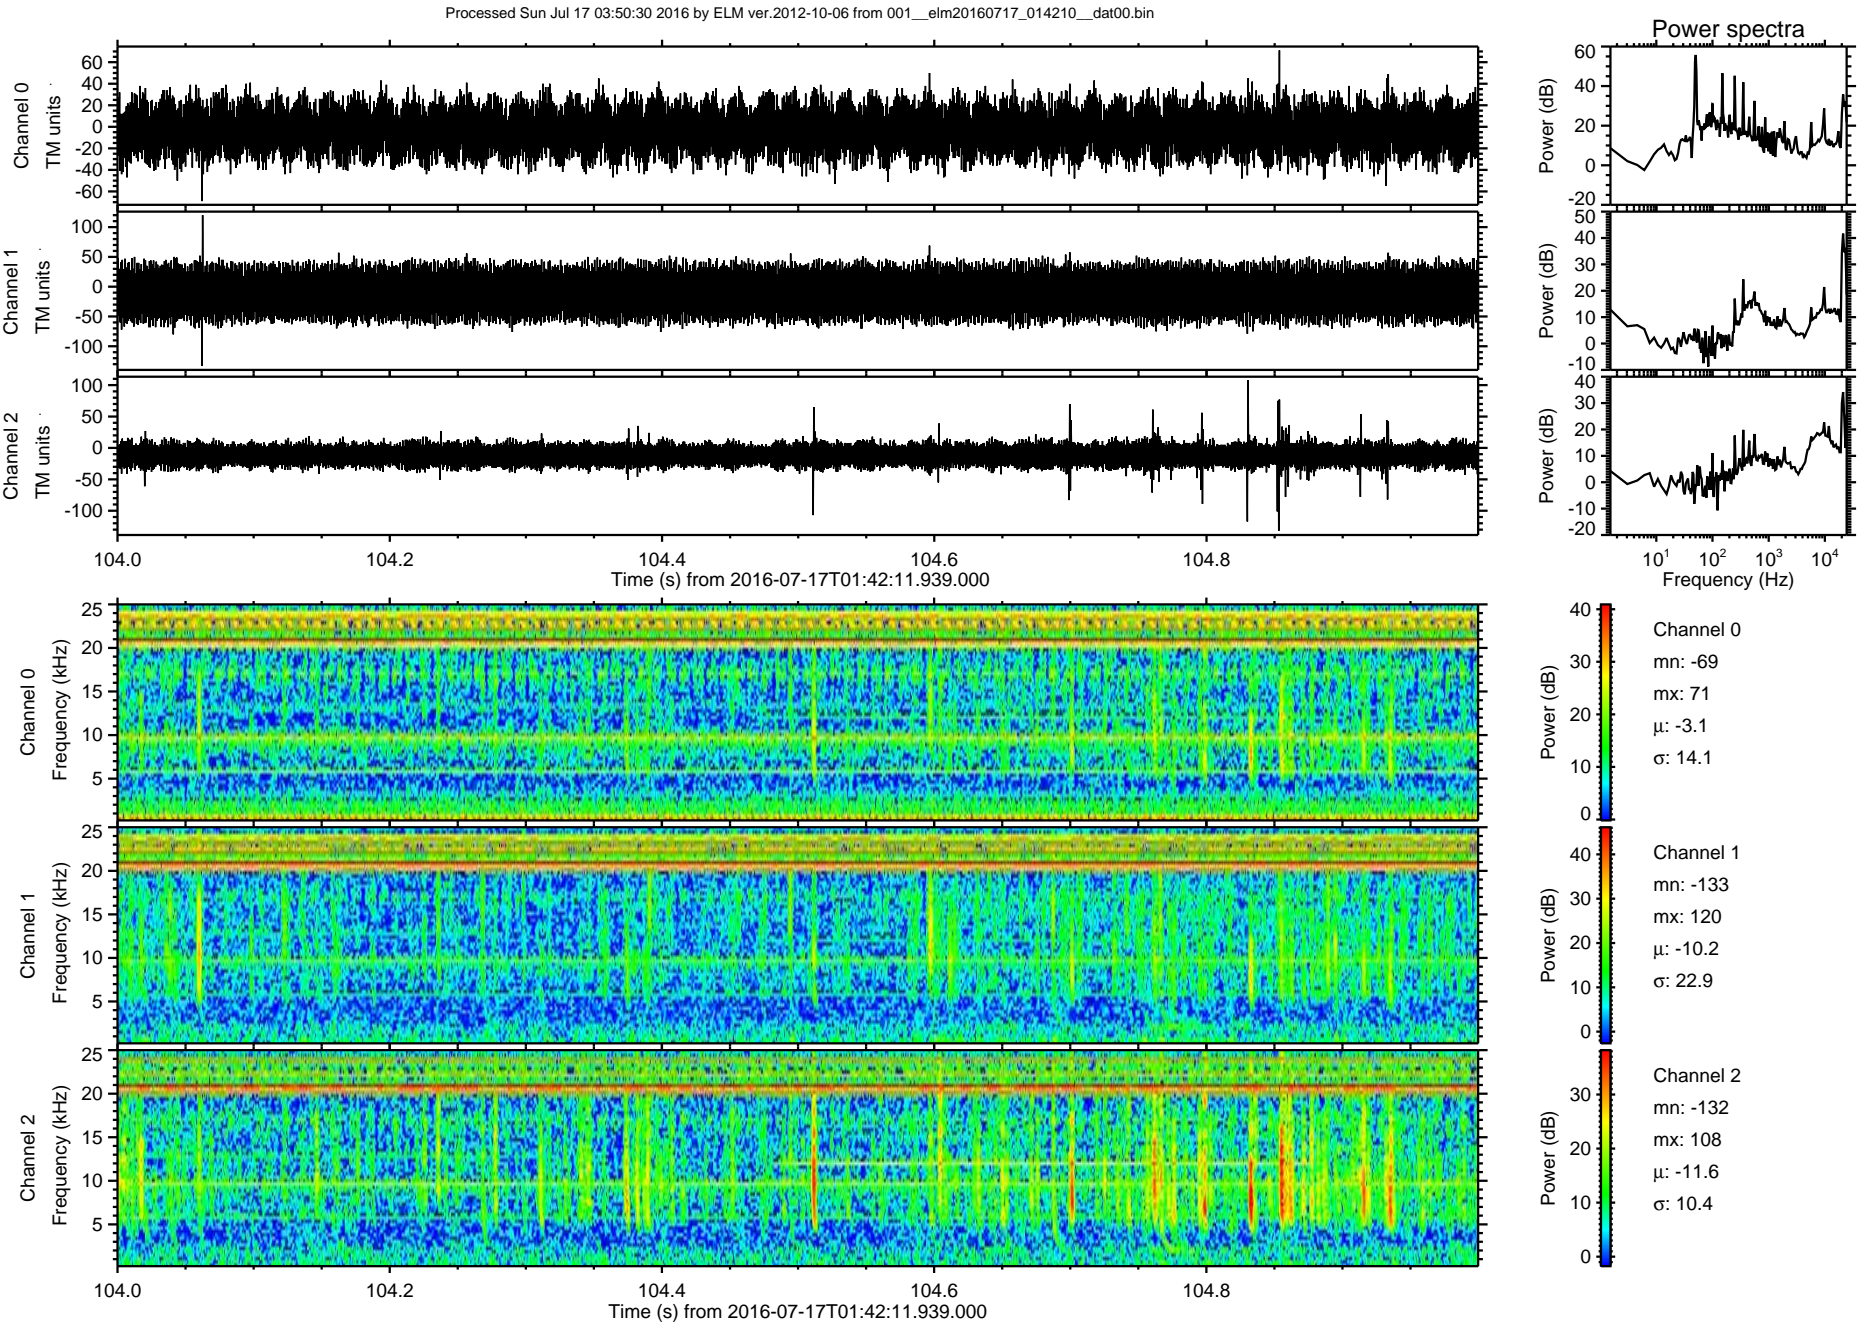 Processed Sun Jul 17 03:50:30 2016 by ELM ver.2012-10-06 from 001__elm20160717_014210__dat00.bin
Power spectra
Channel 0
TM units
60
40
20
0
-20
-40
-60
Power (dB)
60
40
20
0
-20
Channel 1
TM units
100
50
0
-50
-100
Power (dB)
50
40
30
20
10
0
-10
Channel 2
TM units
100
50
0
-50
-100
Power (dB)
40
30
20
10
0
-10
-20
104.0 104.2 104.4 104.6 104.8
Time (s) from 2016-07-17T01:42:11.939.000
10^1 10^2 10^3 10^4
Frequency (Hz)
Channel 0
Frequency (kHz)
25
20
15
10
5
Power (dB)
40
30
20
10
0
Channel 0
mn: -69
mx: 71
μ: -3.1
σ: 14.1
Channel 1
Frequency (kHz)
25
20
15
10
5
Power (dB)
40
30
20
10
0
Channel 1
mn: -133
mx: 120
μ: -10.2
σ: 22.9
Channel 2
Frequency (kHz)
25
20
15
10
5
Power (dB)
30
20
10
0
Channel 2
mn: -132
mx: 108
μ: -11.6
σ: 10.4
104.0 104.2 104.4 104.6 104.8
Time (s) from 2016-07-17T01:42:11.939.000